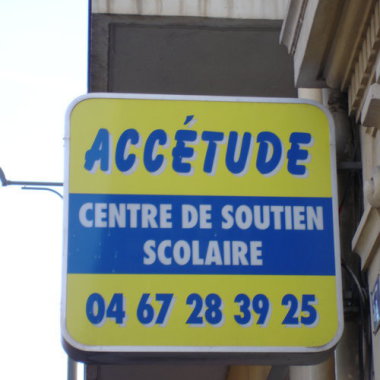 ACCÉTUDE
CENTRE DE SOUTIEN
SCOLAIRE
04 67 28 39 25